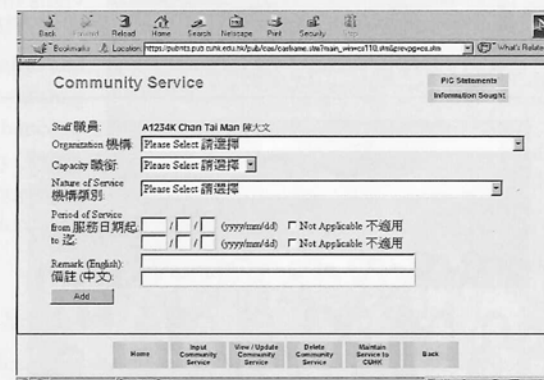 Back Forward Reload Home Search Netscape Print Security
Bookmarks Location: What's Related
Community Service
PIC Statements
Information Sought
Staff 職員: A1234K Chan Tai Man 陳大文
Organization 機構: Please Select 請選擇
Capacity 職銜: Please Select 請選擇
Nature of Service
機構類別: Please Select 請選擇
Period of Service
from 服務日期起: / / (yyyy/mm/dd) Not Applicable 不適用
to 迄: / / (yyyy/mm/dd) Not Applicable 不適用
Remark (English):
備註 (中文):
Add
Home
Input Community Service
View / Update Community Service
Delete Community Service
Maintain Service to CUHK
Back